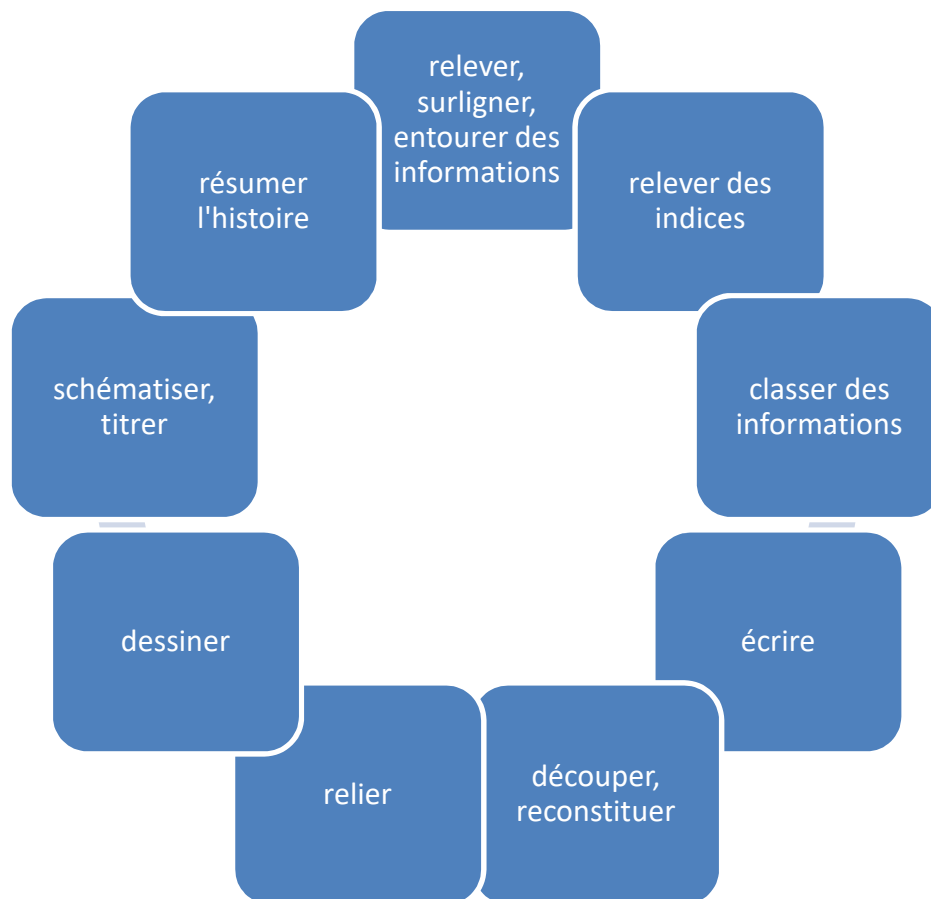 relever,
surligner,
entourer des
informations
relever des
indices
classer des
informations
écrire
découper,
reconstituer
relier
dessiner
schématiser,
titrer
résumer
l'histoire